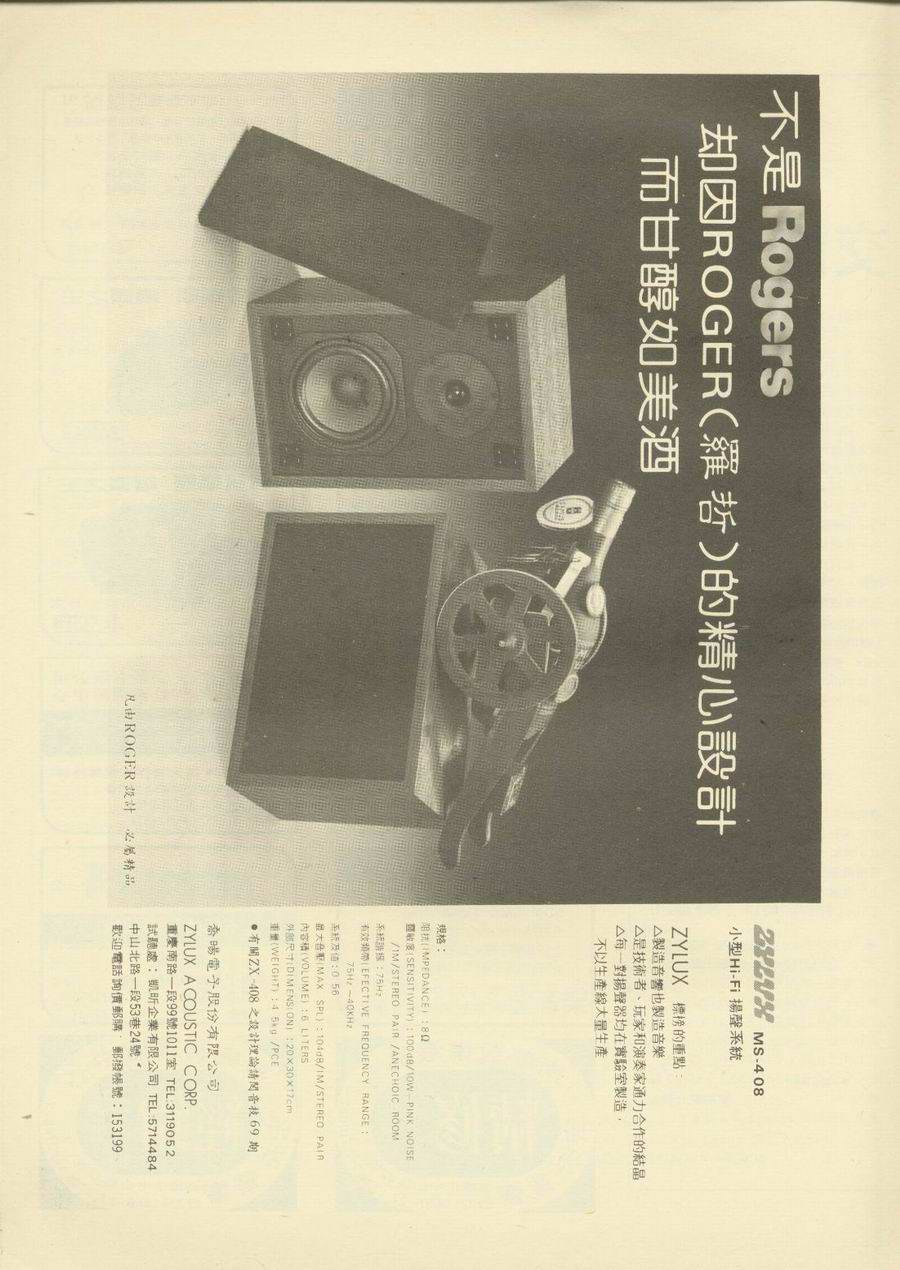 不是 Rogers
却因ROGER(羅哲)的精心設計
而甘醇如美酒
凡由ROGER設計 必屬精品
ZYLUX MS-408
小型Hi-Fi 揚聲系統
ZYLUX 標榜的重點：
△製造音響也製造音樂
△是技術者、玩家和演奏家通力合作的結晶
△每一對揚聲器均在實驗室製造，
不以生產線大量生產
規格：
阻抗(IMPEDANCE)：8Ω
靈敏度(SENSITIVITY)：100dB/10W-PINK NOISE
/1M/STEREO PAIR/ANECHOIC ROOM
系統諧振：75Hz
有效頻帶(EFECTIVE FREQUENCY RANGE：
75Hz～40KHz
系統及值：0.56
最大音壓(MAX SPL)：104dB/1M/STEREO PAIR
內容積(VOLUME)：6 LITERS
外部尺寸(DIMENSION)：20×30×17cm
重量(WEIGHT)：4.5kg/PCE
●有關ZX-408之設計理論請閱音技69期
泰暘電子股份有限公司
ZYLUX ACOUSTIC CORP.
重慶南路一段99號1011室 TEL:3119052
試聽處：凱昕企業有限公司 TEL:5714484
中山北路一段53巷24號。
歡迎電話詢價郵購 郵撥帳號：153199